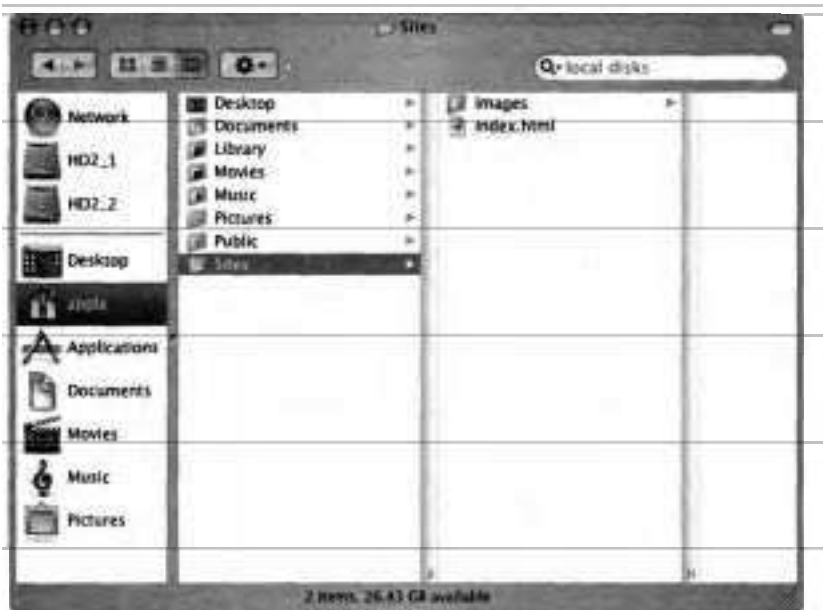 Sites
local disks
Network
HD2_1
HD2_2
Desktop
apple
Applications
Documents
Movies
Music
Pictures
Desktop
Documents
Library
Movies
Music
Pictures
Public
Sites
images
index.html
2 items, 26.43 GB available